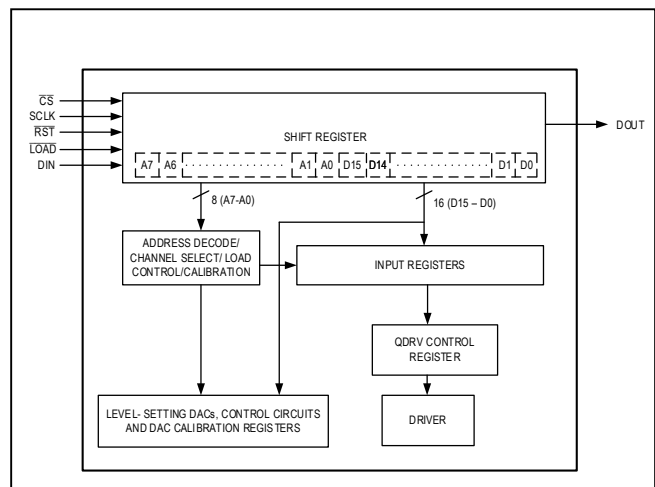 CS
SCLK
RST
LOAD
DIN
SHIFT REGISTER
DOUT
A7 A6 ............... A1 A0 D15 D14 ............... D1 D0
8 (A7-A0)
16 (D15 – D0)
ADDRESS DECODE/
CHANNEL SELECT/ LOAD
CONTROL/CALIBRATION
INPUT REGISTERS
QDRV CONTROL
REGISTER
LEVEL- SETTING DACs, CONTROL CIRCUITS
AND DAC CALIBRATION REGISTERS
DRIVER